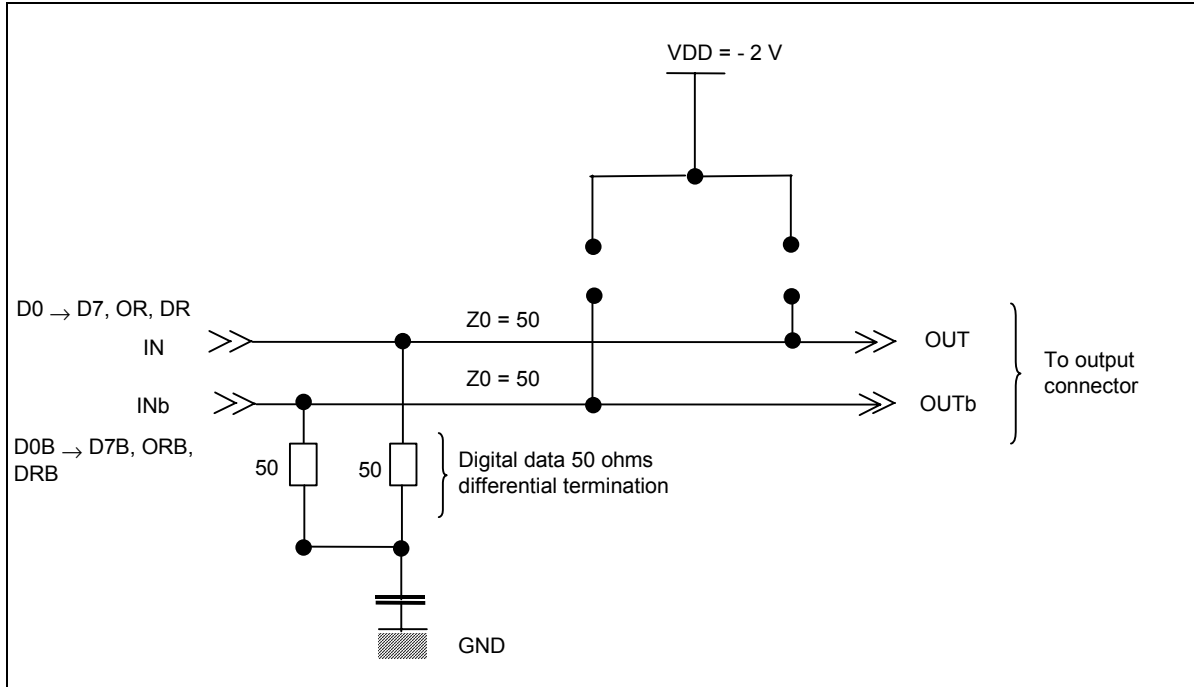 VDD = - 2 V
D0 → D7, OR, DR
IN
Z0 = 50
OUT
To output
connector
INb
Z0 = 50
OUTb
D0B → D7B, ORB,
DRB
50
50
Digital data 50 ohms
differential termination
GND